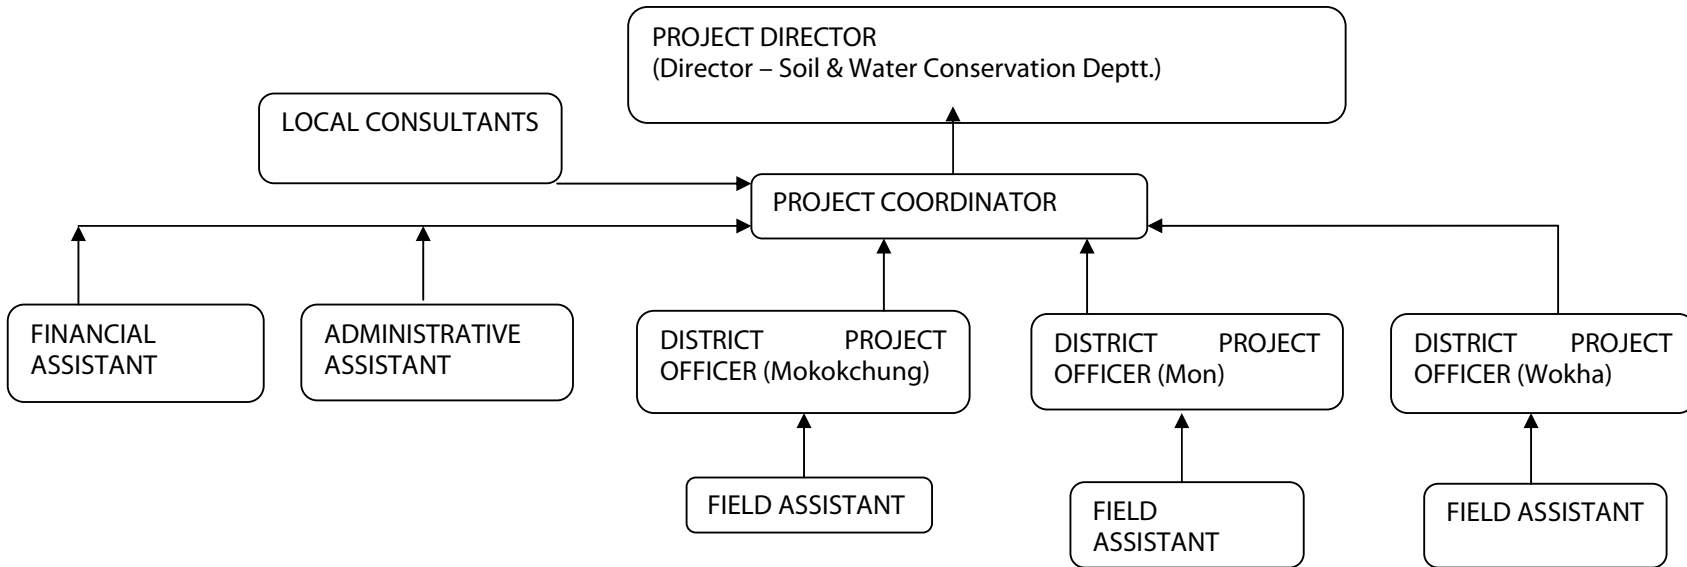 PROJECT DIRECTOR
(Director – Soil & Water Conservation Deptt.)
LOCAL CONSULTANTS
PROJECT COORDINATOR
FINANCIAL
ASSISTANT
ADMINISTRATIVE
ASSISTANT
DISTRICT PROJECT
OFFICER (Mokokchung)
DISTRICT PROJECT
OFFICER (Mon)
DISTRICT PROJECT
OFFICER (Wokha)
FIELD ASSISTANT
FIELD
ASSISTANT
FIELD ASSISTANT